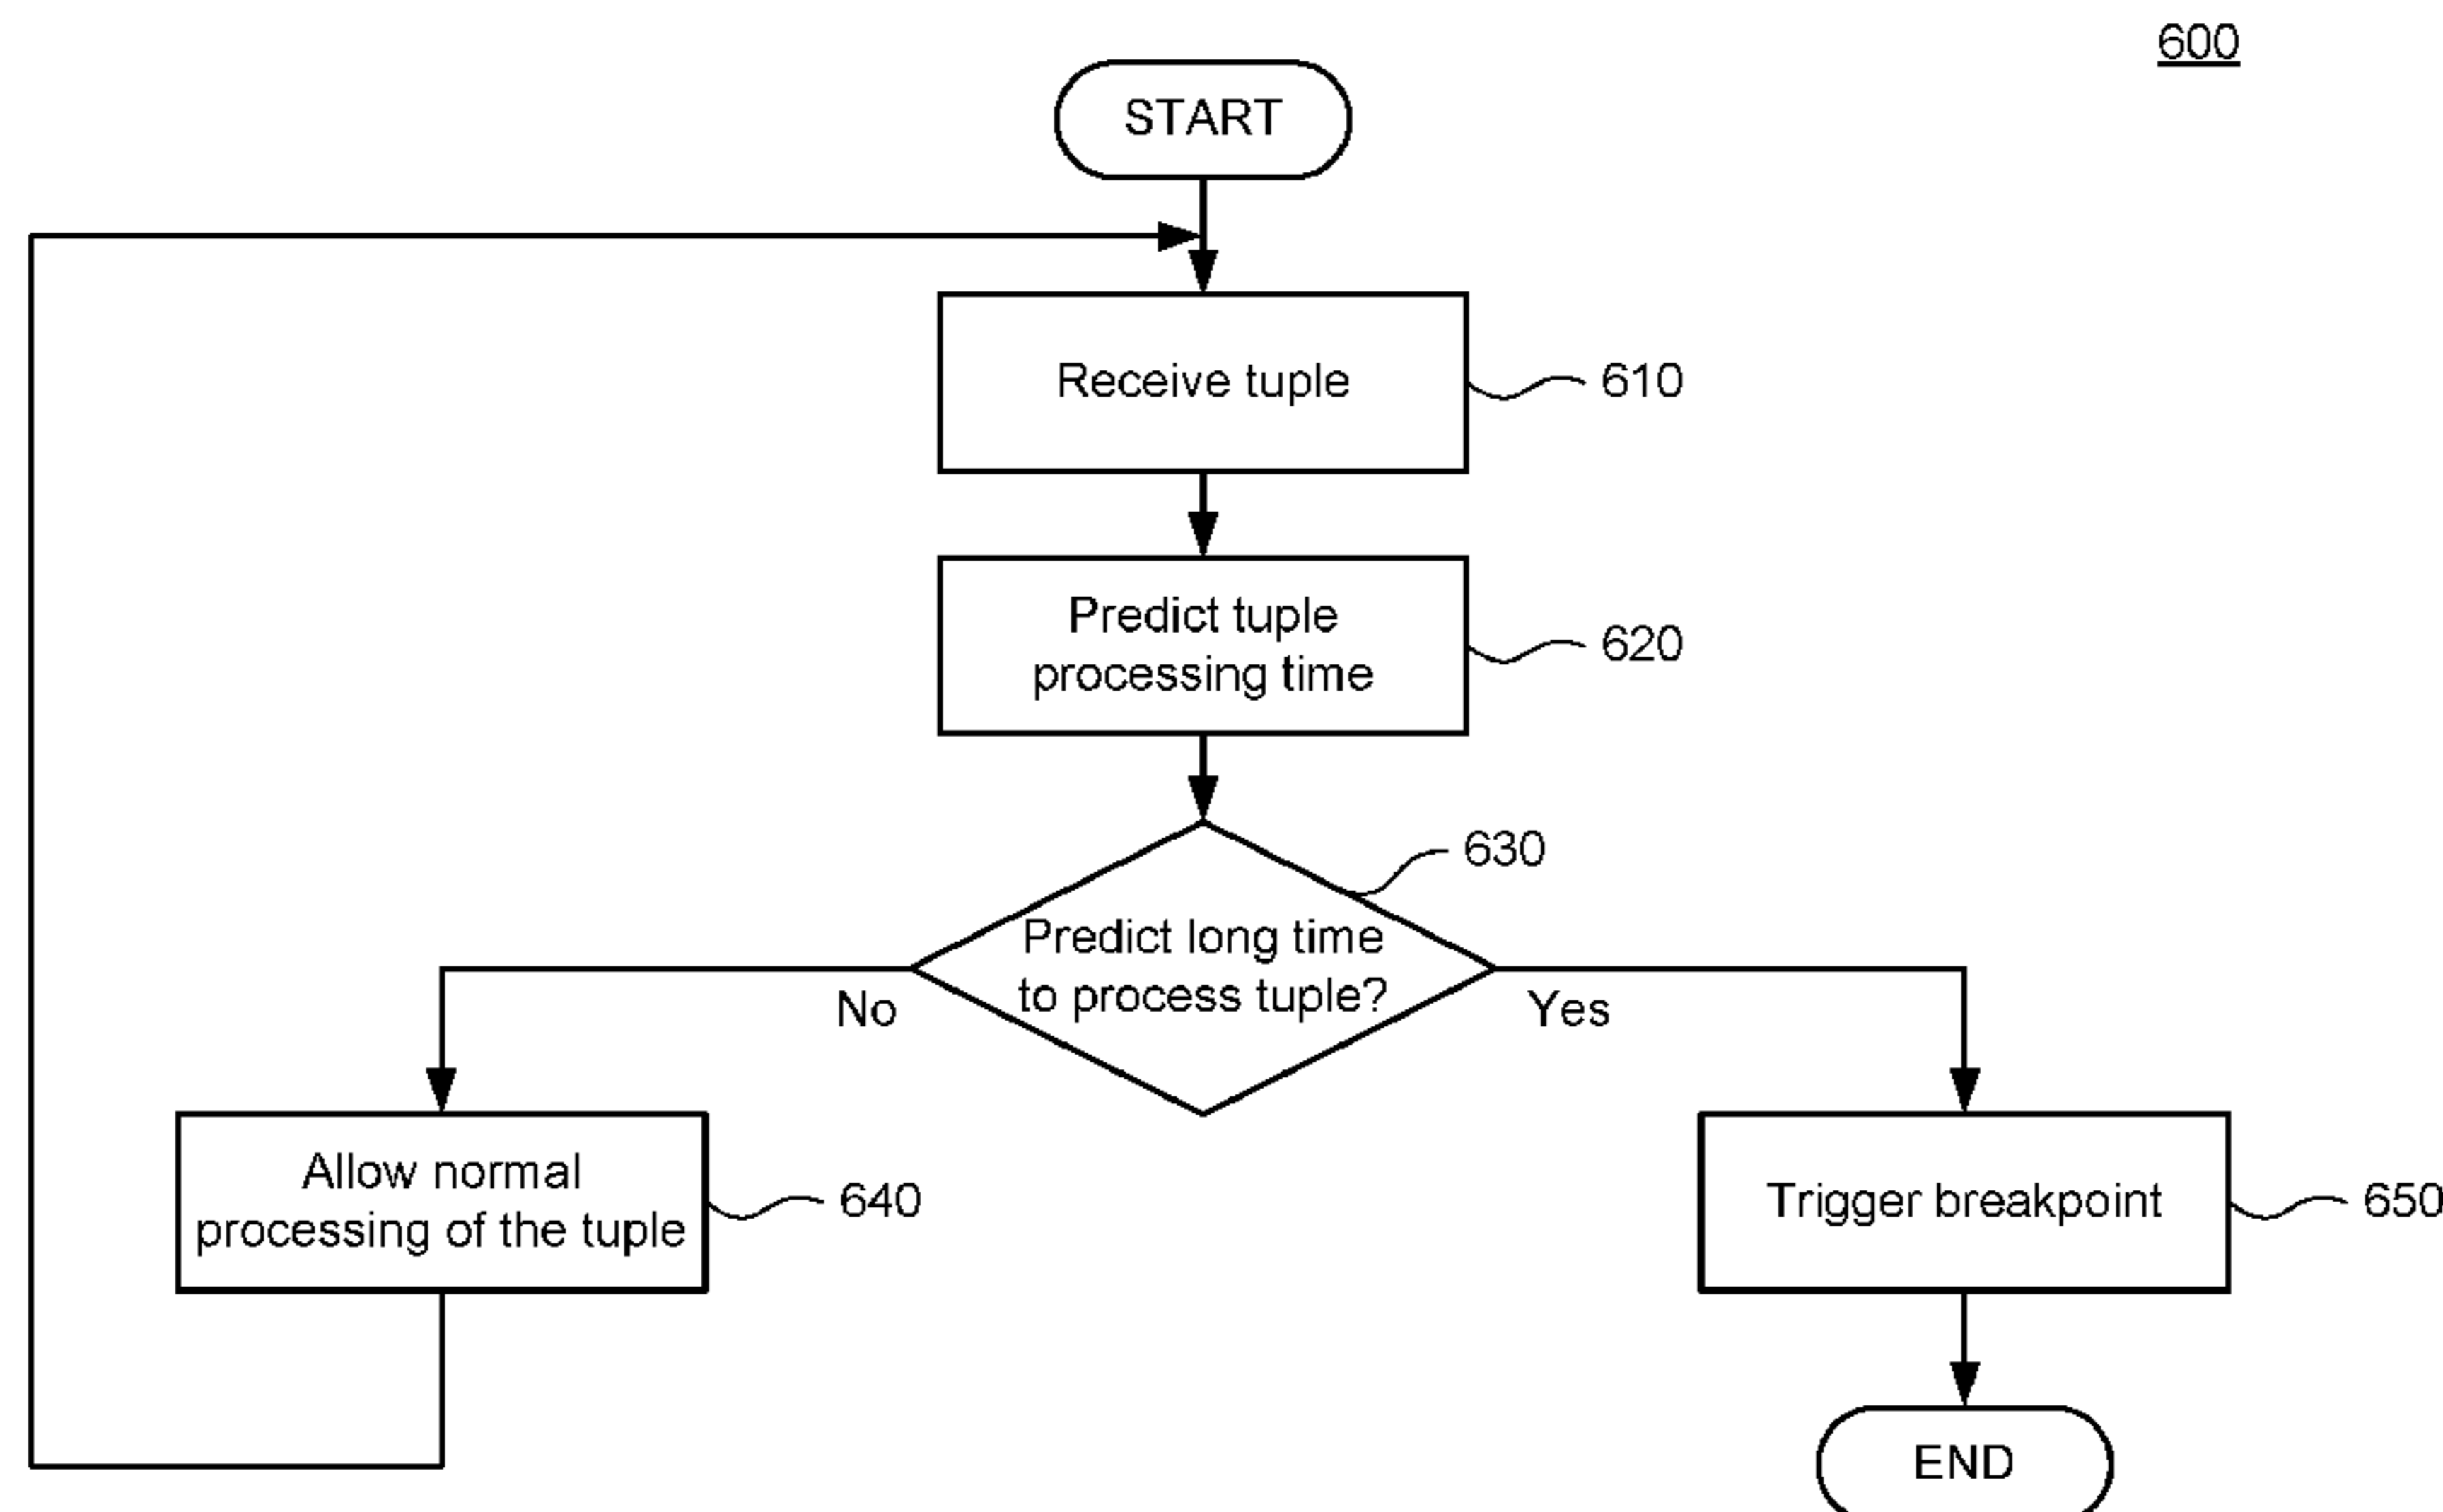 600
START
Receive tuple
610
Predict tuple
processing time
620
630
Predict long time
to process tuple?
No
Yes
Allow normal
processing of the tuple
640
Trigger breakpoint
650
END